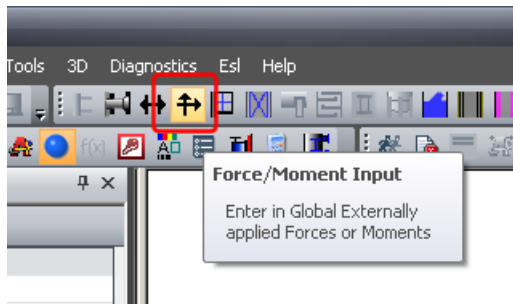 Tools 3D Diagnostics Esl Help
f(x)
Force/Moment Input
Enter in Global Externally
applied Forces or Moments